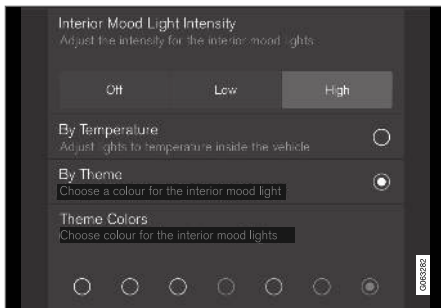 Interior Mood Light Intensity
Adjust the intensity for the interior mood lights
Off Low High
By Temperature
Adjust lights to temperature inside the vehicle
By Theme
Choose a colour for the interior mood light
Theme Colors
Choose colour for the interior mood lights
G063282